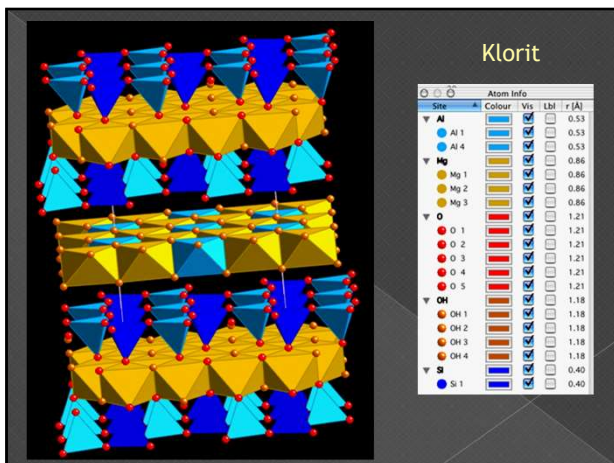 Klorit
Atom Info
Site Colour Vis Lbl r [Å]
Al 0.53
Al 1 0.53
Al 4 0.53
Mg 0.86
Mg 1 0.86
Mg 2 0.86
Mg 3 0.86
O 1.21
O 1 1.21
O 2 1.21
O 3 1.21
O 4 1.21
O 5 1.21
OH 1.18
OH 1 1.18
OH 2 1.18
OH 3 1.18
OH 4 1.18
Si 0.40
Si 1 0.40